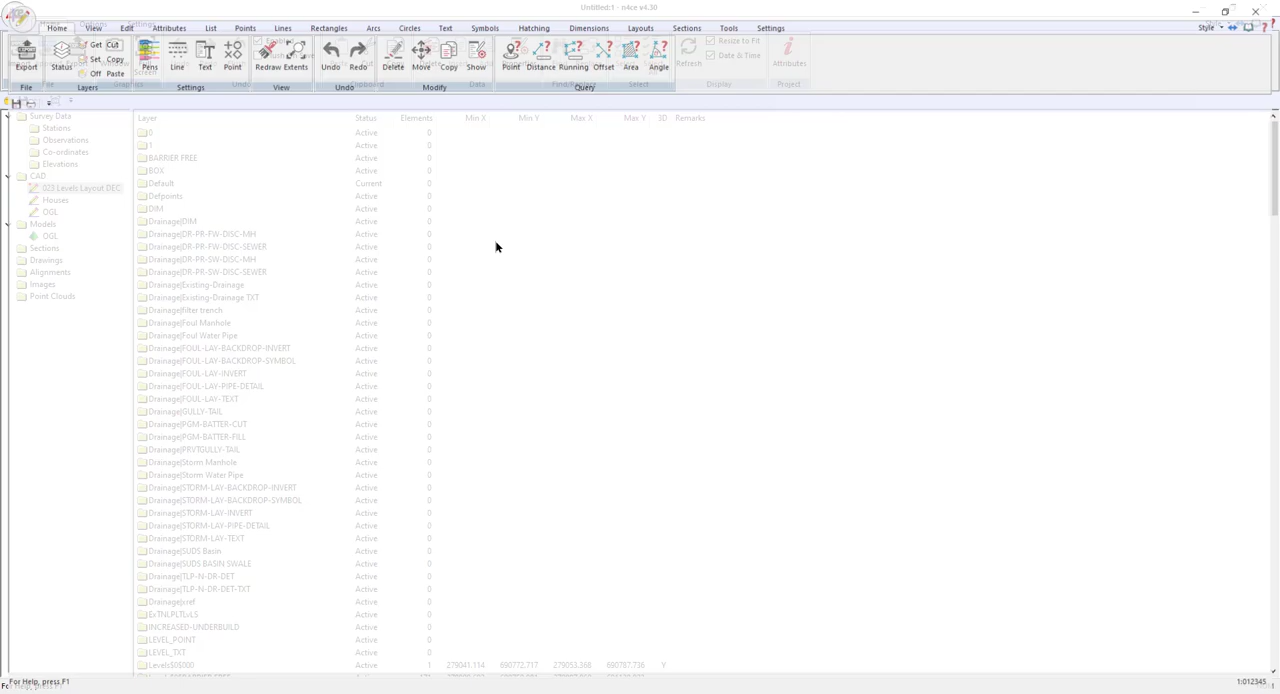 Untitled:1 - n4ce v4.30
Home View Edit Attributes List Points Lines Rectangles Arcs Circles Text Symbols Hatching Dimensions Layouts Sections Tools Settings Style
Options Settings
Export Status Get Cut Set Copy Off Paste Pens Line Text Point Redraw Extents Undo Redo Delete Move Copy Show Point Distance Running Offset Area Angle Refresh Resize to Fit Date & Time Attributes
File Layers Settings View Undo Modify Query Display Project
Layer Status Elements Min X Min Y Max X Max Y 3D Remarks
Survey Data
Stations
Observations
Co-ordinates
Elevations
CAD
023 Levels Layout DEC
Houses
OGL
Models
OGL
Sections
Drawings
Alignments
Images
Point Clouds
0 Active 0
1 Active 0
BARRIER FREE Active 0
BOX Active 0
Default Current 0
Defpoints Active 0
DIM Active 0
Drainage|DIM Active 0
Drainage|DR-PR-FW-DISC-MH Active 0
Drainage|DR-PR-FW-DISC-SEWER Active 0
Drainage|DR-PR-SW-DISC-MH Active 0
Drainage|DR-PR-SW-DISC-SEWER Active 0
Drainage|Existing-Drainage Active 0
Drainage|Existing-Drainage TXT Active 0
Drainage|filter trench Active 0
Drainage|Foul Manhole Active 0
Drainage|Foul Water Pipe Active 0
Drainage|FOUL-LAY-BACKDROP-INVERT Active 0
Drainage|FOUL-LAY-BACKDROP-SYMBOL Active 0
Drainage|FOUL-LAY-INVERT Active 0
Drainage|FOUL-LAY-PIPE-DETAIL Active 0
Drainage|FOUL-LAY-TEXT Active 0
Drainage|GULLY-TAIL Active 0
Drainage|PGM-BATTER-CUT Active 0
Drainage|PGM-BATTER-FILL Active 0
Drainage|PRVTGULLY-TAIL Active 0
Drainage|Storm Manhole Active 0
Drainage|Storm Water Pipe Active 0
Drainage|STORM-LAY-BACKDROP-INVERT Active 0
Drainage|STORM-LAY-BACKDROP-SYMBOL Active 0
Drainage|STORM-LAY-INVERT Active 0
Drainage|STORM-LAY-PIPE-DETAIL Active 0
Drainage|STORM-LAY-TEXT Active 0
Drainage|SUDS Basin Active 0
Drainage|SUDS BASIN SWALE Active 0
Drainage|TLP-N-DR-DET Active 0
Drainage|TLP-N-DR-DET-TXT Active 0
Drainage|xref Active 0
ExTNLPLTLvLS Active 0
INCREASED-UNDERBUILD Active 0
LEVEL_POINT Active 0
LEVEL_TXT Active 0
Levels$0$000 Active 1 279041.114 690772.717 279053.368 690787.736 Y
For Help, press F1 1:012345